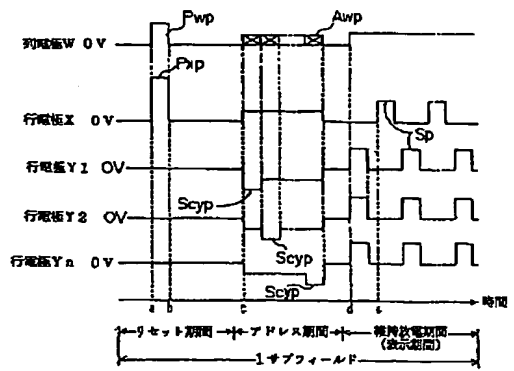 Pwp
Awp
列電極W 0V
Pxp
行電極X 0V
Sp
行電極Y1 0V
Scyp
行電極Y2 0V
Scyp
行電極Yn 0V
Scyp
a b c d e
時間
リセット期間 アドレス期間 維持放電期間
(表示期間)
1サブフィールド